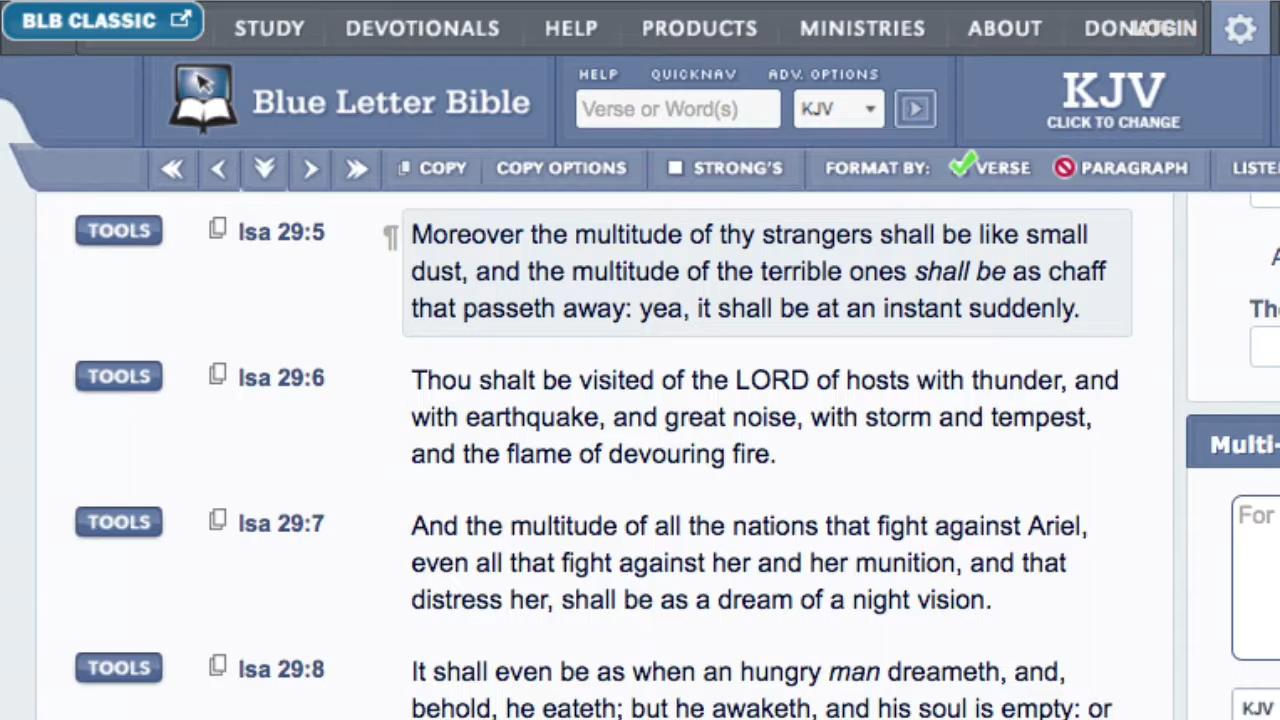 BLB CLASSIC
STUDY DEVOTIONALS HELP PRODUCTS MINISTRIES ABOUT LOGIN
Blue Letter Bible
HELP QUICKNAV ADV. OPTIONS
Verse or Word(s) KJV
KJV
CLICK TO CHANGE
COPY COPY OPTIONS STRONG'S FORMAT BY: VERSE PARAGRAPH
TOOLS Isa 29:5 ¶ Moreover the multitude of thy strangers shall be like small
dust, and the multitude of the terrible ones shall be as chaff
that passeth away: yea, it shall be at an instant suddenly.
TOOLS Isa 29:6 Thou shalt be visited of the LORD of hosts with thunder, and
with earthquake, and great noise, with storm and tempest,
and the flame of devouring fire.
TOOLS Isa 29:7 And the multitude of all the nations that fight against Ariel,
even all that fight against her and her munition, and that
distress her, shall be as a dream of a night vision.
TOOLS Isa 29:8 It shall even be as when an hungry man dreameth, and,
behold, he eateth; but he awaketh, and his soul is empty: or
Multi-
For
KJV